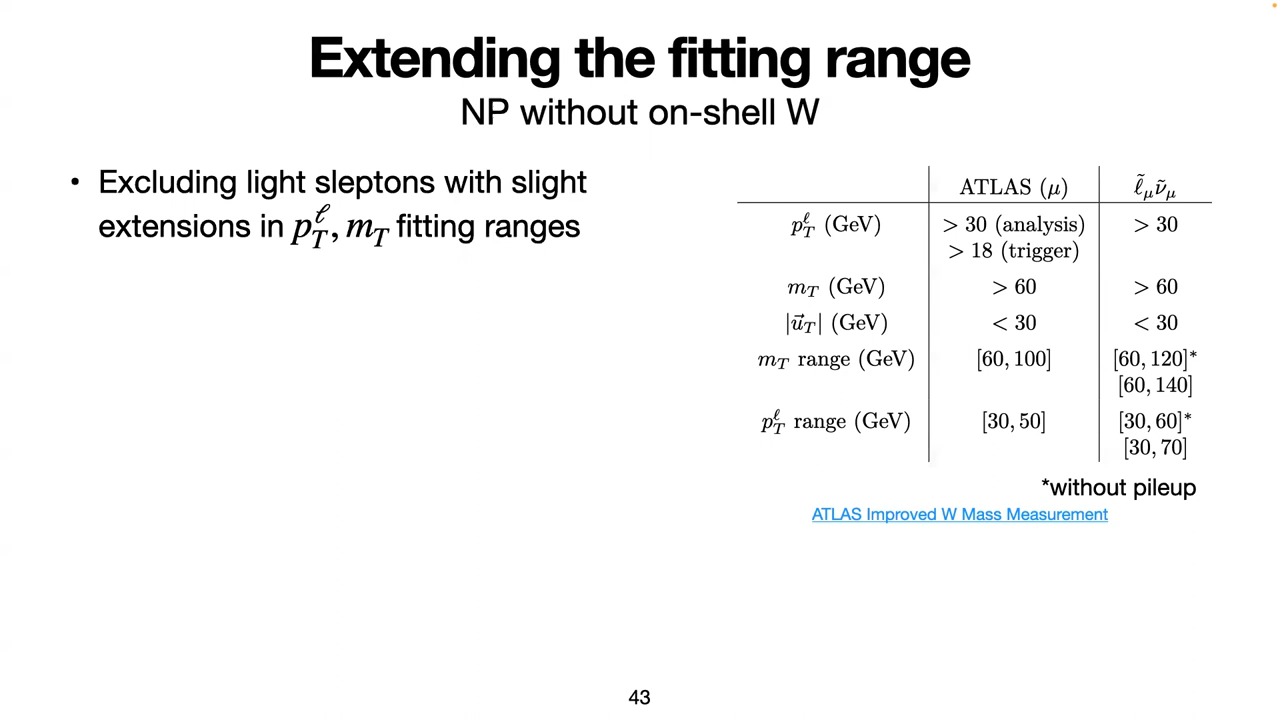 Extending the fitting range
NP without on-shell W
• Excluding light sleptons with slight
extensions in $p_T^\ell, m_T$ fitting ranges
ATLAS (μ) $\tilde{\ell}_\mu \tilde{\nu}_\mu$
$p_T^\ell$ (GeV) > 30 (analysis) > 30
> 18 (trigger)
$m_T$ (GeV) > 60 > 60
$|\vec{u}_T|$ (GeV) < 30 < 30
$m_T$ range (GeV) [60, 100] [60, 120]*
[60, 140]
$p_T^\ell$ range (GeV) [30, 50] [30, 60]*
[30, 70]
*without pileup
ATLAS Improved W Mass Measurement
43